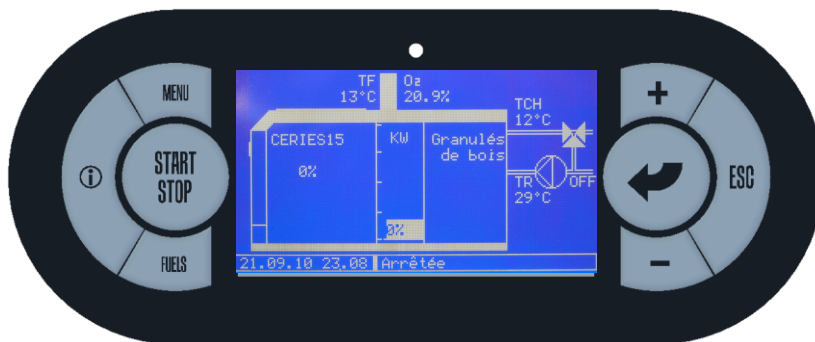 MENU
START
STOP
FUELS
i
TF
13°C
O₂
20.9%
TCH
12°C
CERIES15
0%
KW
0%
Granulés
de bois
TR
29°C
OFF
21.09.10 23.08
Arrêtée
+
-
ESC